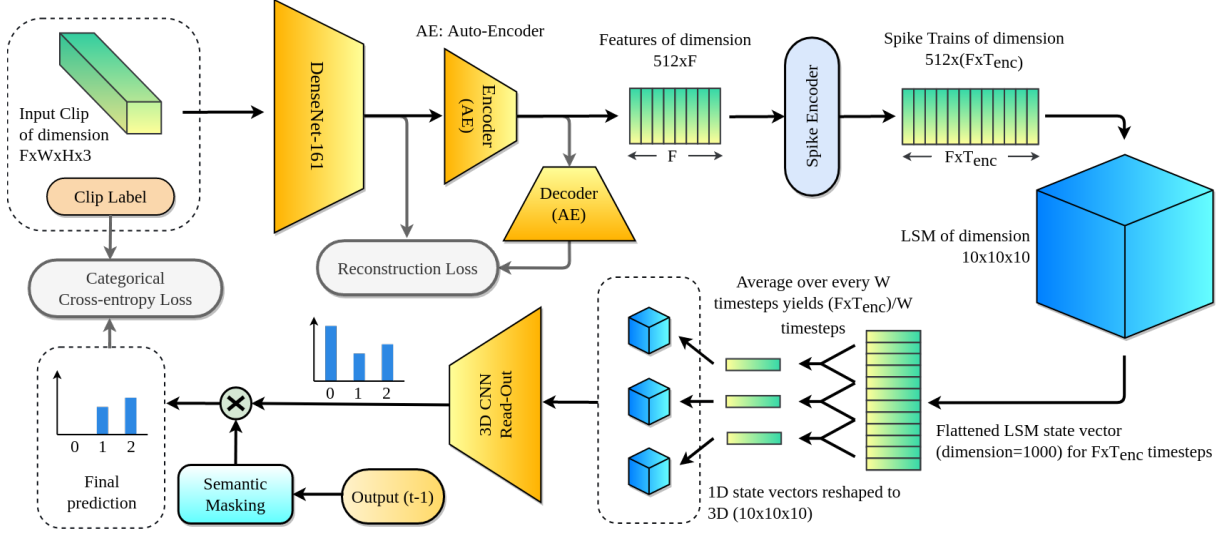 Input Clip
of dimension
FxWxHx3
Clip Label
Categorical
Cross-entropy Loss
DenseNet-161
AE: Auto-Encoder
Encoder
(AE)
Decoder
(AE)
Reconstruction Loss
Features of dimension
512xF
F
Spike Encoder
Spike Trains of dimension
512x(FxTenc)
FxTenc
LSM of dimension
10x10x10
Flattened LSM state vector
(dimension=1000) for FxTenc timesteps
Average over every W
timesteps yields (FxTenc)/W
timesteps
1D state vectors reshaped to
3D (10x10x10)
3D CNN
Read-Out
0 1 2
Semantic
Masking
Output (t-1)
0 1 2
Final
prediction